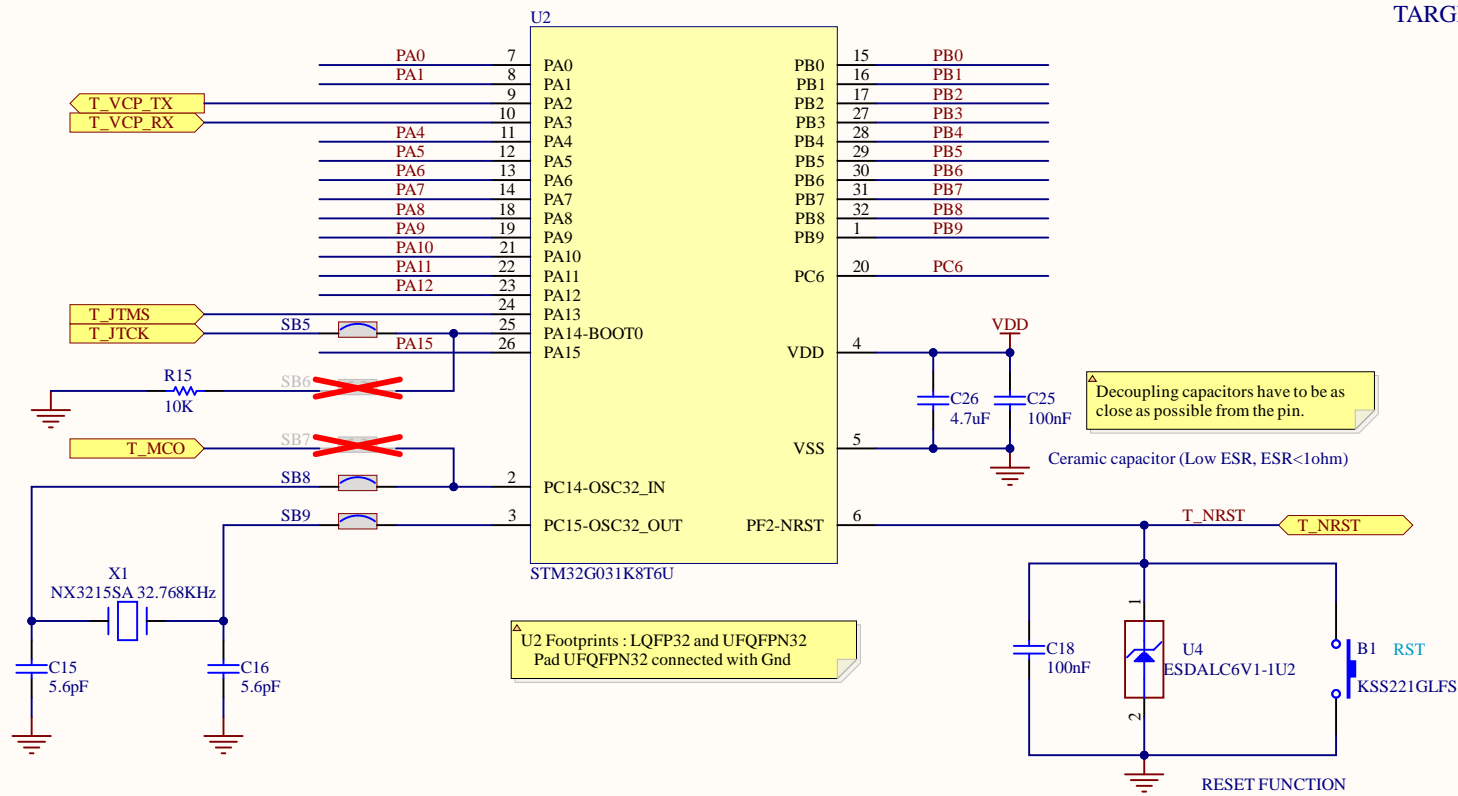 TARG
U2
PA0 7 PA0 PB0 15 PB0
PA1 8 PA1 PB1 16 PB1
T_VCP_TX 9 PA2 PB2 17 PB2
T_VCP_RX 10 PA3 PB3 27 PB3
PA4 11 PA4 PB4 28 PB4
PA5 12 PA5 PB5 29 PB5
PA6 13 PA6 PB6 30 PB6
PA7 14 PA7 PB7 31 PB7
PA8 18 PA8 PB8 32 PB8
PA9 19 PA9 PB9 1 PB9
PA10 21 PA10
PA11 22 PA11 PC6 20 PC6
PA12 23 PA12
T_JTMS 24 PA13
T_JTCK SB5 25 PA14-BOOT0
VDD
PA15 26 PA15 VDD 4
R15
SB6
10K
C26
4.7uF
C25
100nF
Decoupling capacitors have to be as
close as possible from the pin.
T_MCO SB7 VSS 5
Ceramic capacitor (Low ESR, ESR<1ohm)
SB8 2 PC14-OSC32_IN
SB9 3 PC15-OSC32_OUT PF2-NRST 6 T_NRST T_NRST
STM32G031K8T6U
X1
NX3215SA 32.768KHz
U2 Footprints : LQFP32 and UFQFPN32
Pad UFQFPN32 connected with Gnd
C15
5.6pF
C16
5.6pF
C18
100nF
1
U4
ESDALC6V1-1U2
2
B1 RST
KSS221GLFS
RESET FUNCTION